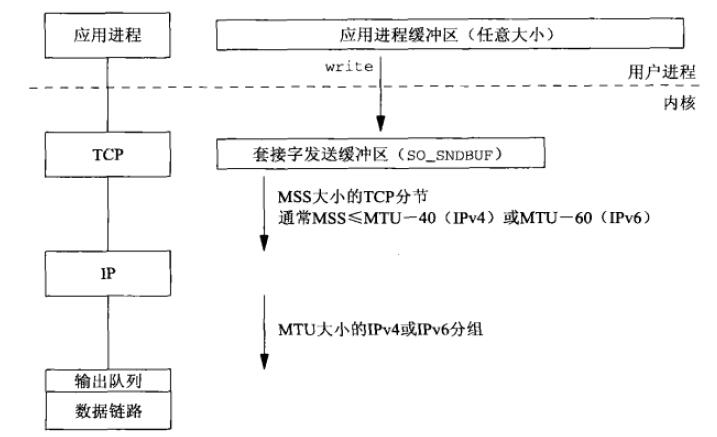 应用进程
应用进程缓冲区（任意大小）
write
用户进程
内核
TCP
套接字发送缓冲区（SO_SNDBUF）
MSS大小的TCP分节
通常MSS≤MTU－40（IPv4）或MTU－60（IPv6）
IP
MTU大小的IPv4或IPv6分组
输出队列
数据链路